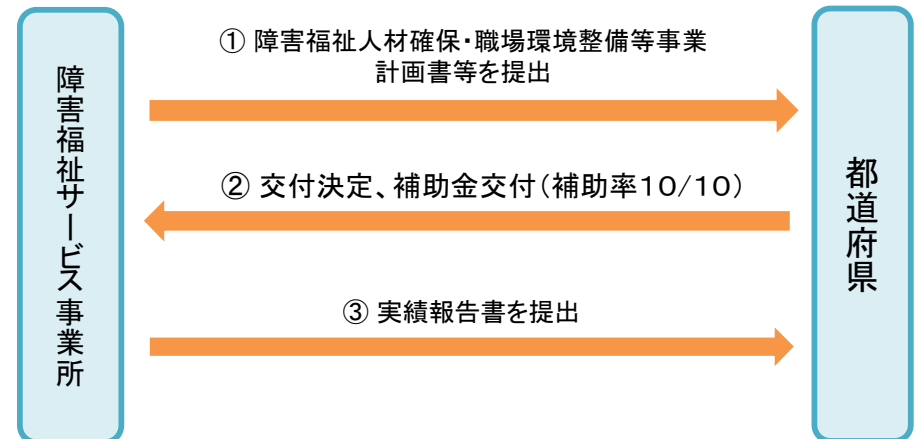 障害福祉サービス事業所
① 障害福祉人材確保・職場環境整備等事業
計画書等を提出
② 交付決定、補助金交付(補助率10/10)
③ 実績報告書を提出
都道府県